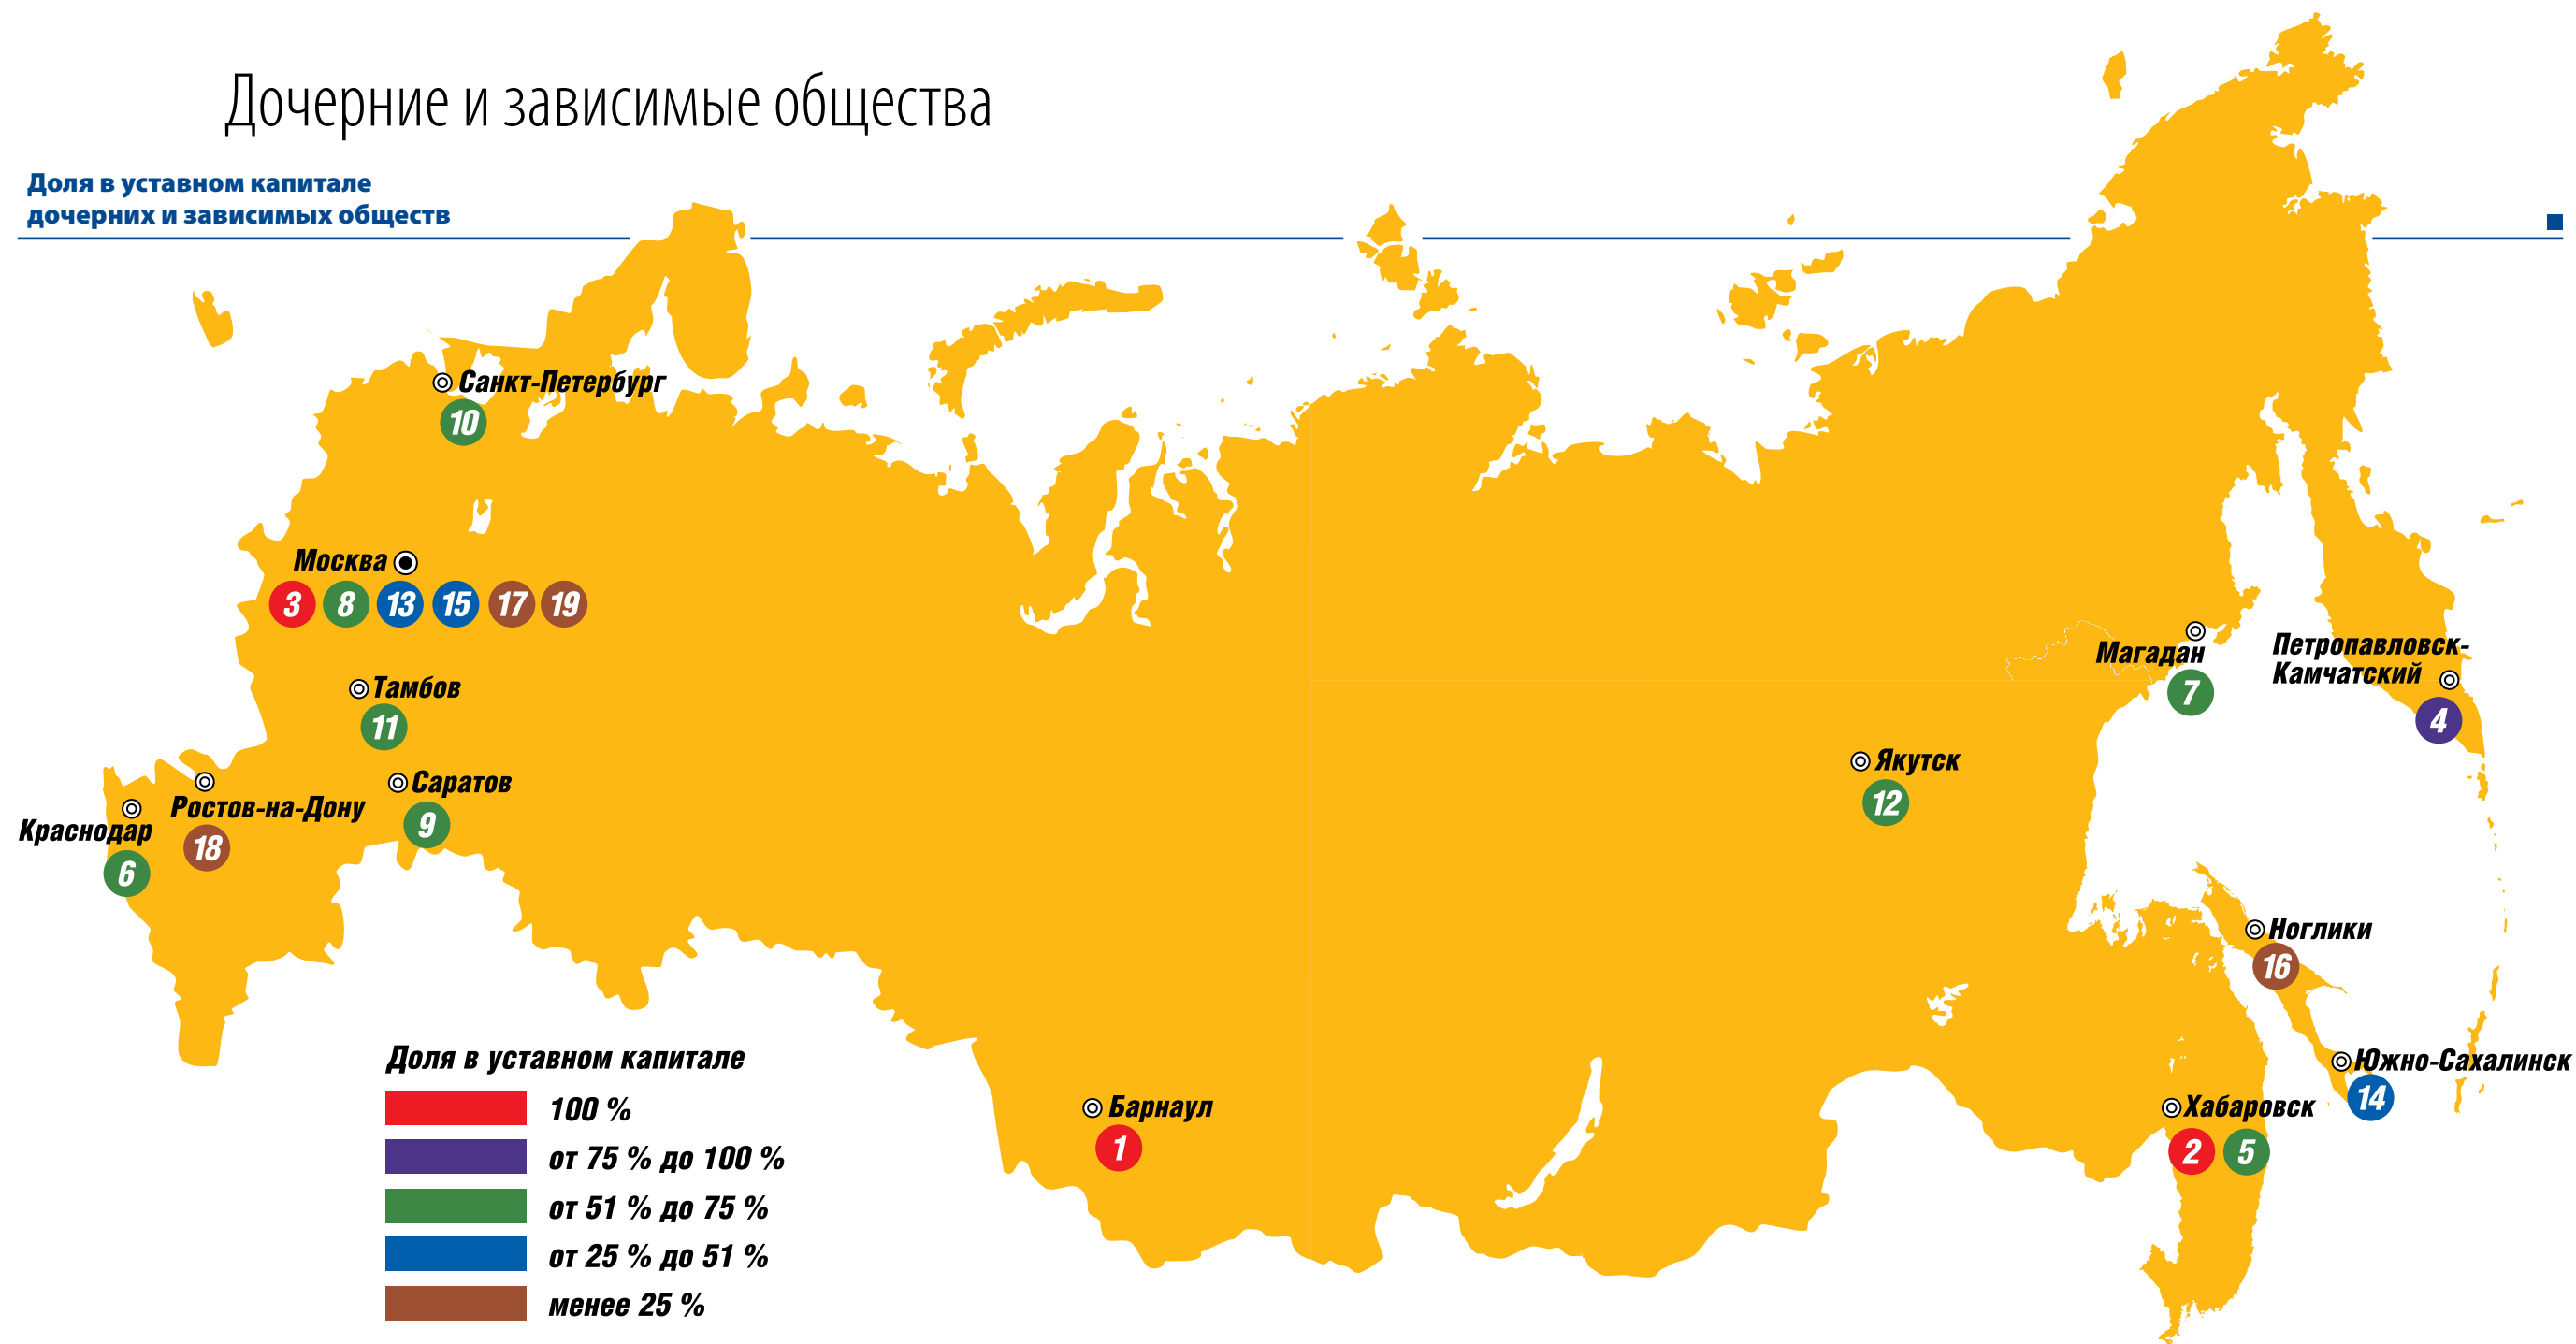 Дочерние и зависимые общества
Доля в уставном капитале
дочерних и зависимых обществ
Санкт-Петербург
10
Москва
3 8 13 15 17 19
Тамбов
11
Саратов
9
Ростов-на-Дону
18
Краснодар
6
Магадан
7
Петропавловск-
Камчатский
4
Якутск
12
Ноглики
16
Южно-Сахалинск
14
Хабаровск
2 5
Барнаул
1
Доля в уставном капитале
100 %
от 75 % до 100 %
от 51 % до 75 %
от 25 % до 51 %
менее 25 %